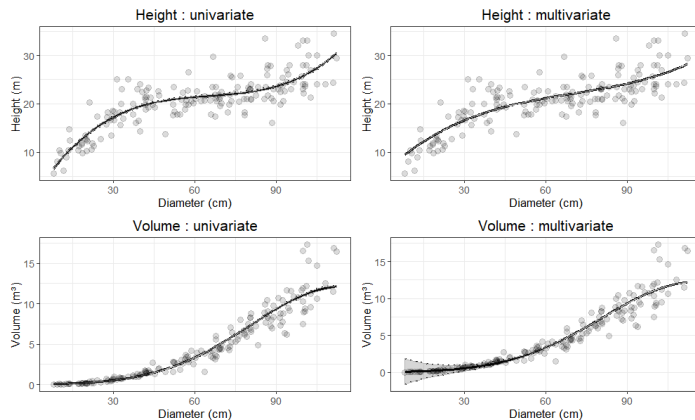 Height : univariate
Height (m)
30
20
10
30
60
90
Diameter (cm)
Height : multivariate
Height (m)
30
20
10
30
60
90
Diameter (cm)
Volume : univariate
Volume (m³)
15
10
5
0
30
60
90
Diameter (cm)
Volume : multivariate
Volume (m³)
15
10
5
0
30
60
90
Diameter (cm)